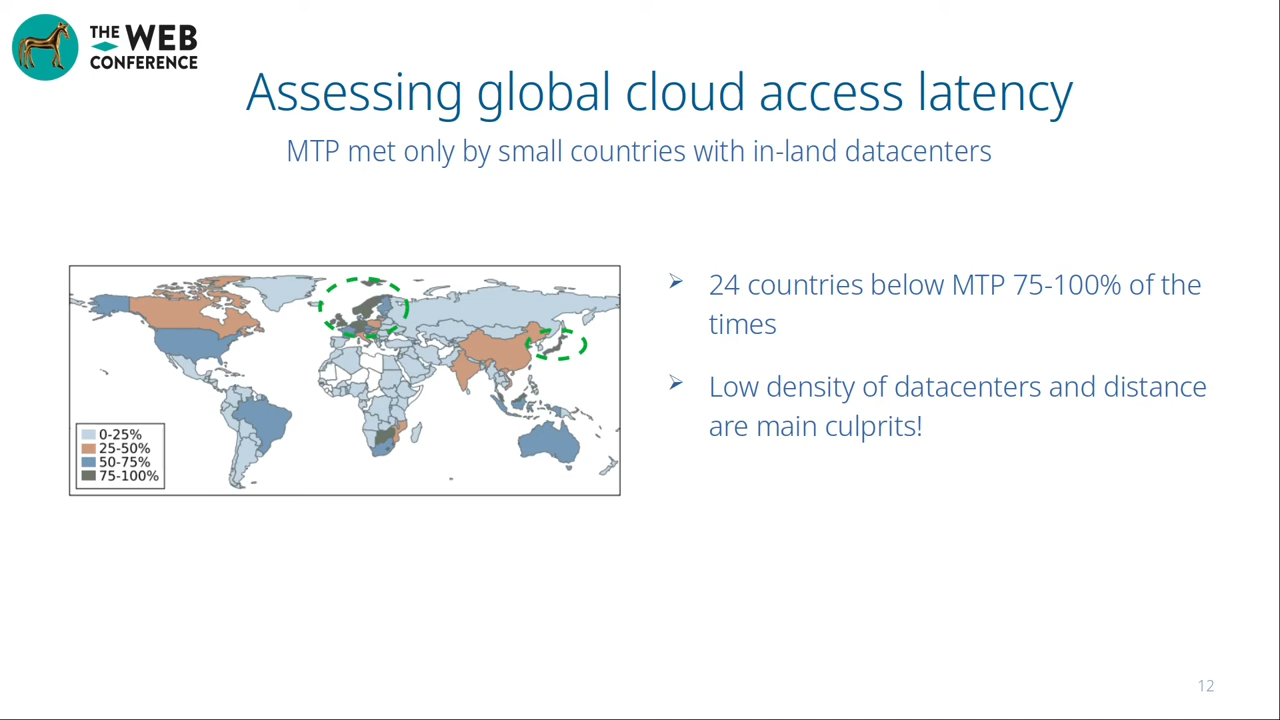 THE WEB
CONFERENCE
Assessing global cloud access latency
MTP met only by small countries with in-land datacenters
0-25%
25-50%
50-75%
75-100%
24 countries below MTP 75-100% of the
times
Low density of datacenters and distance
are main culprits!
12